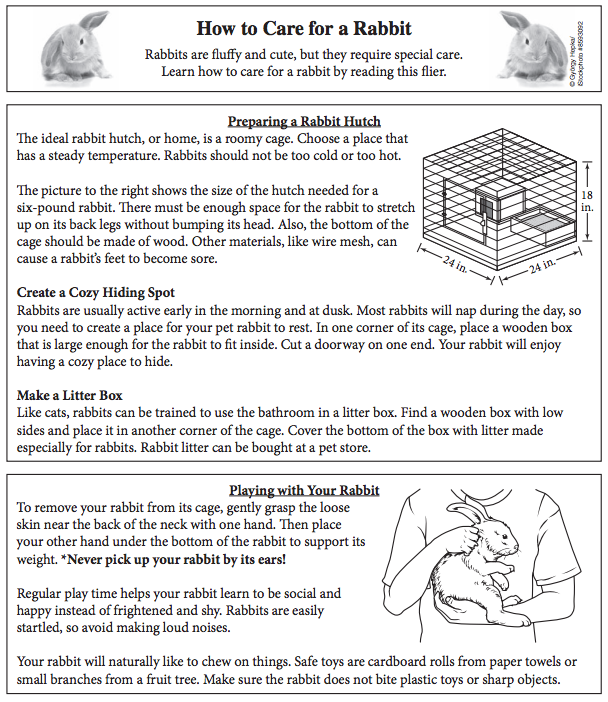 How to Care for a Rabbit
Rabbits are fluffy and cute, but they require special care.
Learn how to care for a rabbit by reading this flier.
© György Hepka/
iStockphoto #8593092
Preparing a Rabbit Hutch
The ideal rabbit hutch, or home, is a roomy cage. Choose a place that
has a steady temperature. Rabbits should not be too cold or too hot.
The picture to the right shows the size of the hutch needed for a
six-pound rabbit. There must be enough space for the rabbit to stretch
up on its back legs without bumping its head. Also, the bottom of the
cage should be made of wood. Other materials, like wire mesh, can
cause a rabbit's feet to become sore.
18
in.
24 in.
24 in.
Create a Cozy Hiding Spot
Rabbits are usually active early in the morning and at dusk. Most rabbits will nap during the day, so
you need to create a place for your pet rabbit to rest. In one corner of its cage, place a wooden box
that is large enough for the rabbit to fit inside. Cut a doorway on one end. Your rabbit will enjoy
having a cozy place to hide.
Make a Litter Box
Like cats, rabbits can be trained to use the bathroom in a litter box. Find a wooden box with low
sides and place it in another corner of the cage. Cover the bottom of the box with litter made
especially for rabbits. Rabbit litter can be bought at a pet store.
Playing with Your Rabbit
To remove your rabbit from its cage, gently grasp the loose
skin near the back of the neck with one hand. Then place
your other hand under the bottom of the rabbit to support its
weight. *Never pick up your rabbit by its ears!
Regular play time helps your rabbit learn to be social and
happy instead of frightened and shy. Rabbits are easily
startled, so avoid making loud noises.
Your rabbit will naturally like to chew on things. Safe toys are cardboard rolls from paper towels or
small branches from a fruit tree. Make sure the rabbit does not bite plastic toys or sharp objects.